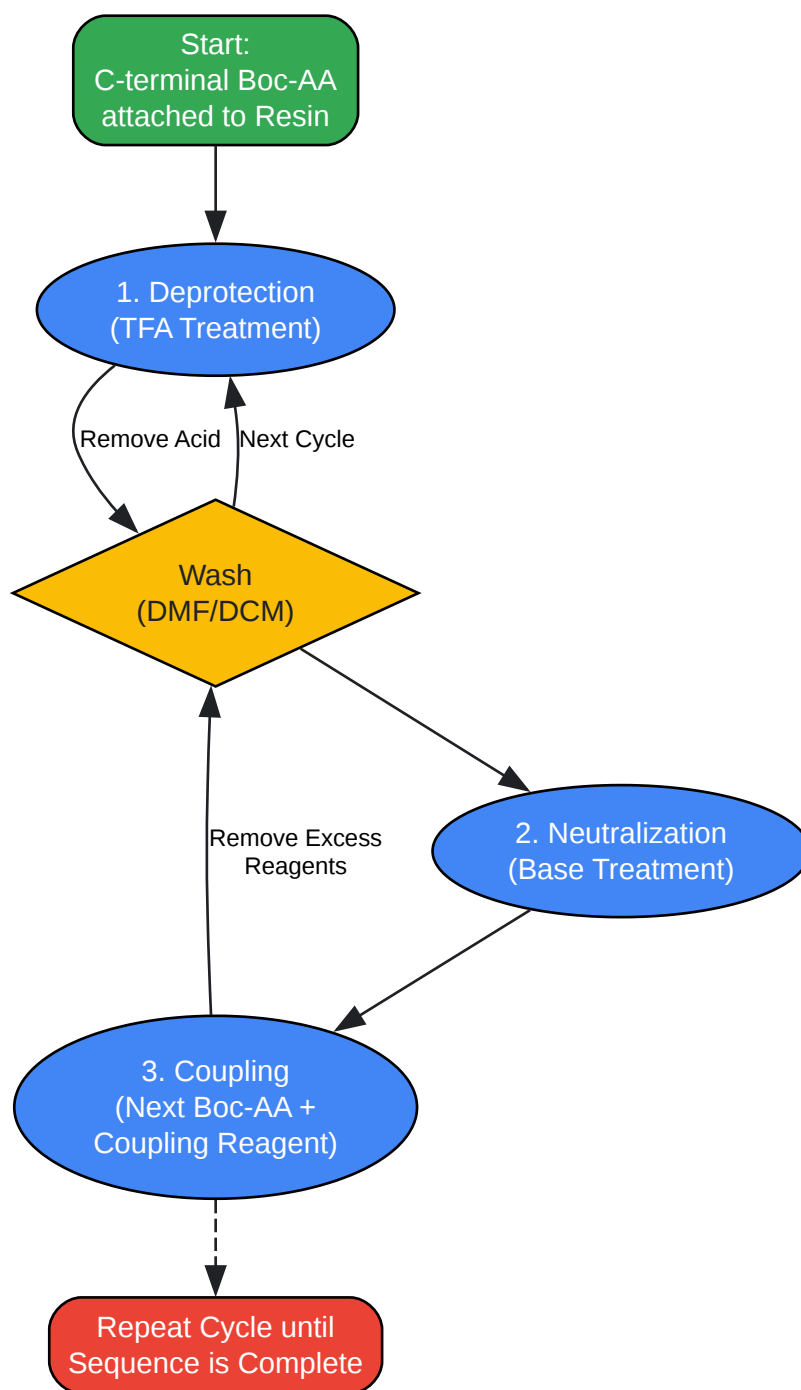 Start:
C-terminal Boc-AA
attached to Resin
1. Deprotection
(TFA Treatment)
Remove Acid
Next Cycle
Wash
(DMF/DCM)
2. Neutralization
(Base Treatment)
Remove Excess
Reagents
3. Coupling
(Next Boc-AA +
Coupling Reagent)
Repeat Cycle until
Sequence is Complete